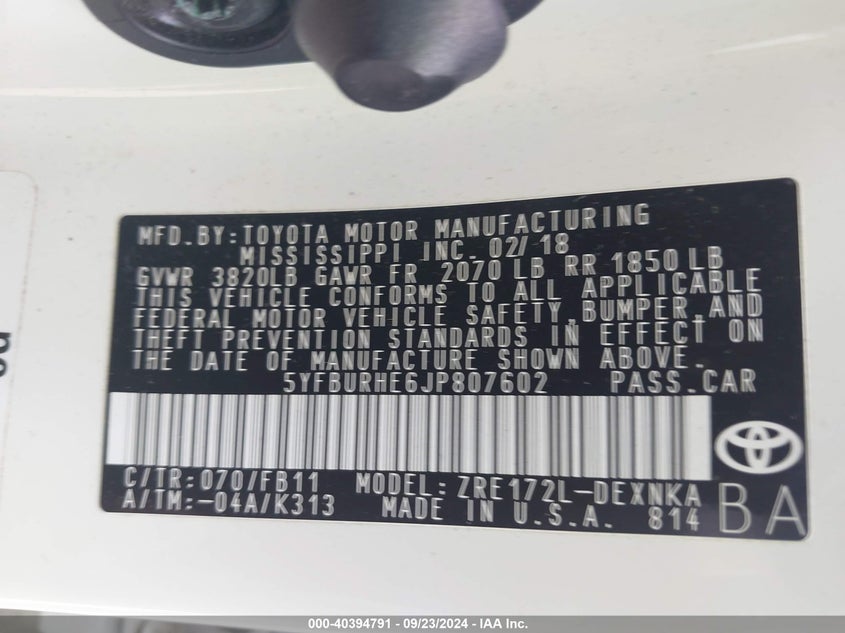 MFD.BY:TOYOTA MOTOR MANUFACTURING
MISSISSIPPI INC. 02/ 18
GVWR 3820LB GAWR FR 2070 LB RR 1850 LB
THIS VEHICLE CONFORMS TO ALL APPLICABLE
FEDERAL MOTOR VEHICLE SAFETY,BUMPER,AND
THEFT PREVENTION STANDARDS IN EFFECT ON
THE DATE OF MANUFACTURE SHOWN ABOVE.
5YFBURHE6JP807602 PASS.CAR
C/TR: 070/FB11 MODEL: ZRE172L-DEXNKA
A/TM:-04A/K313 MADE IN U.S.A. 814 BA
000-40394791 - 09/23/2024 - IAA Inc.